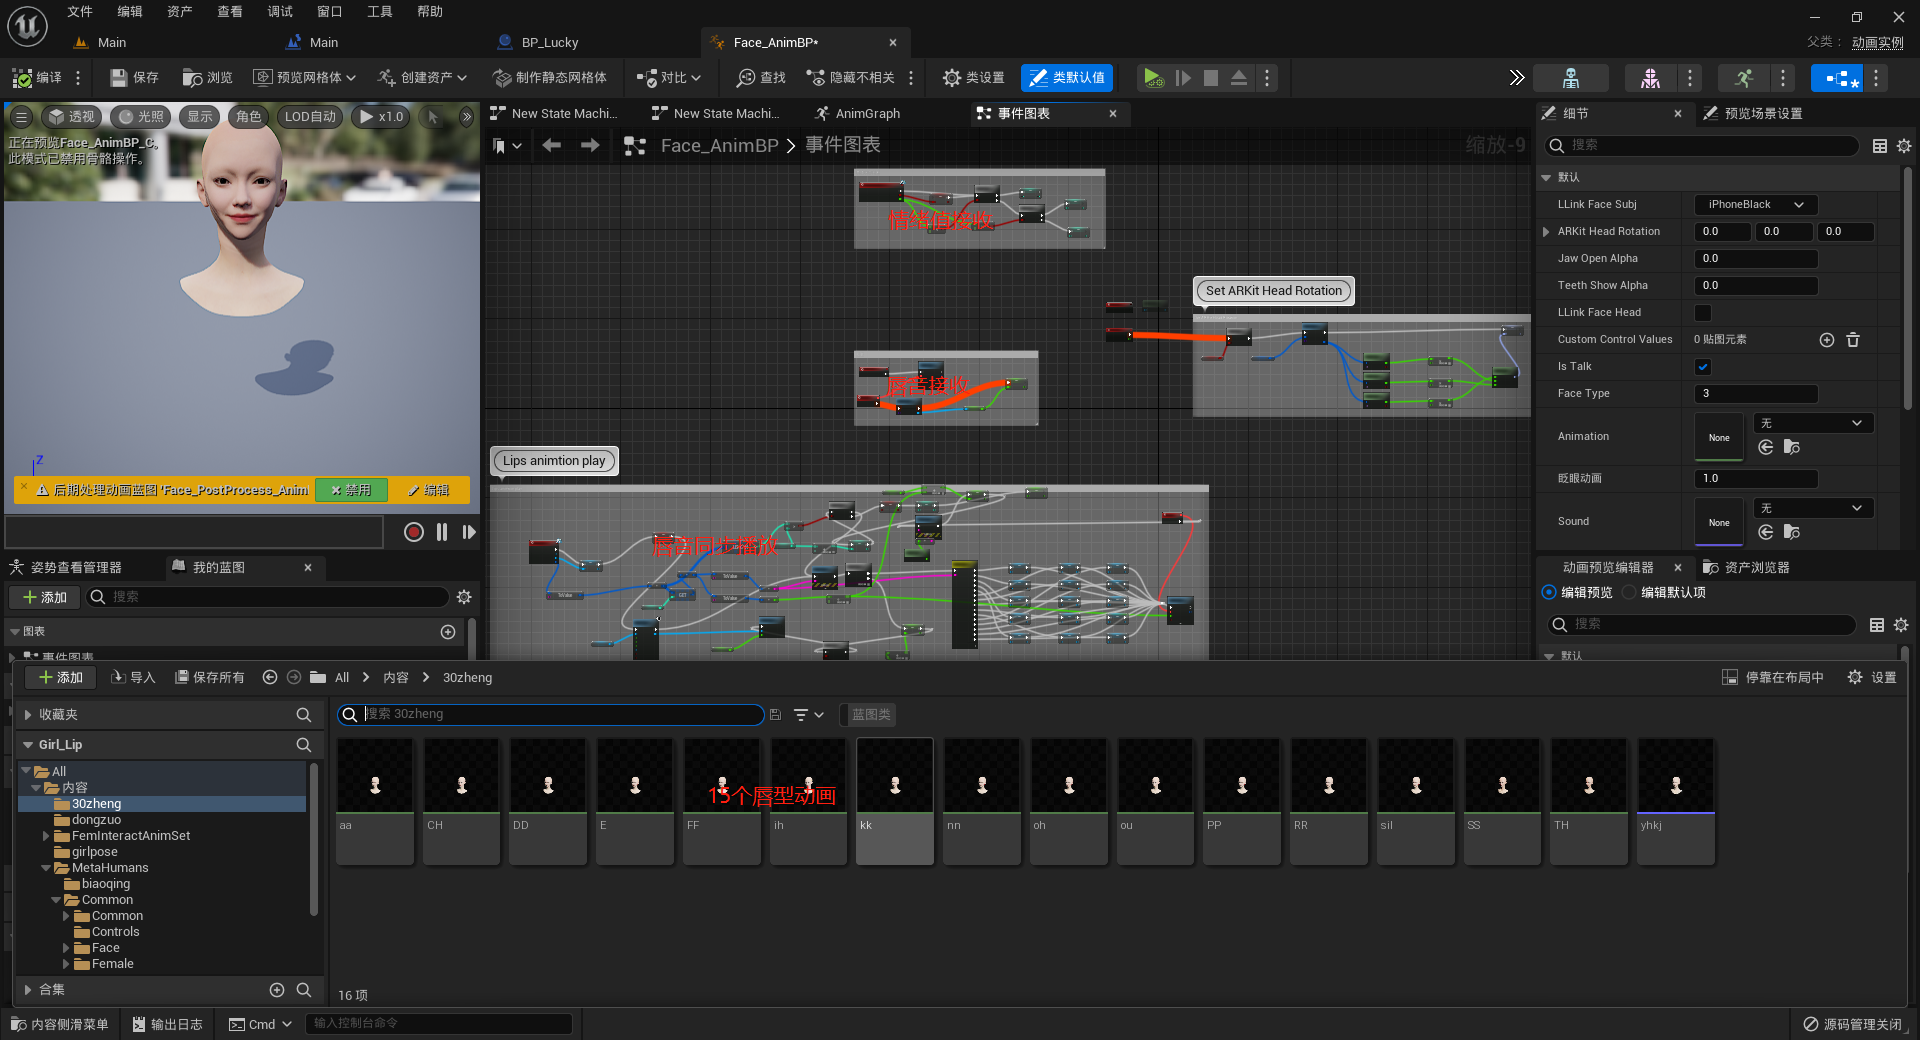 文件 编辑 资产 查看 调试 窗口 工具 帮助
Main Main BP_Lucky Face_AnimBP*
父类： 动画实例
编译 保存 浏览 预览网格体 创建资产 制作静态网格体 对比 查找 隐藏不相关 类设置 类默认值
透视 光照 显示 角色 LOD自动 x1.0
正在预览Face_AnimBP_C。
此模式已禁用骨骼操作。
Z
后期处理动画蓝图 'Face_PostProcess_Anim 禁用 编辑
New State Machi... New State Machi... AnimGraph 事件图表
Face_AnimBP > 事件图表 缩放-9
情绪值接收
Set ARKit Head Rotation
唇音接收
Lips animtion play
唇音同步播放
细节 预览场景设置
搜索
默认
LLink Face Subj iPhoneBlack
ARKit Head Rotation 0.0 0.0 0.0
Jaw Open Alpha 0.0
Teeth Show Alpha 0.0
LLink Face Head
Custom Control Values 0 贴图元素
Is Talk
Face Type 3
Animation None 无
眨眼动画 1.0
Sound None 无
动画预览编辑器 资产浏览器
编辑预览 编辑默认项
搜索
默认
姿势查看管理器 我的蓝图
添加 搜索
图表
事件图表
添加 导入 保存所有 All > 内容 > 30zheng 停靠在布局中 设置
收藏夹
Girl_Lip
All
内容
30zheng
dongzuo
FemInteractAnimSet
girlpose
MetaHumans
biaoqing
Common
Common
Controls
Face
Female
合集
搜索 30zheng 蓝图类
15个唇型动画
aa CH DD E FF ih kk nn oh ou PP RR sil SS TH yhkj
16 项
内容侧滑菜单 输出日志 Cmd 输入控制台命令 源码管理关闭